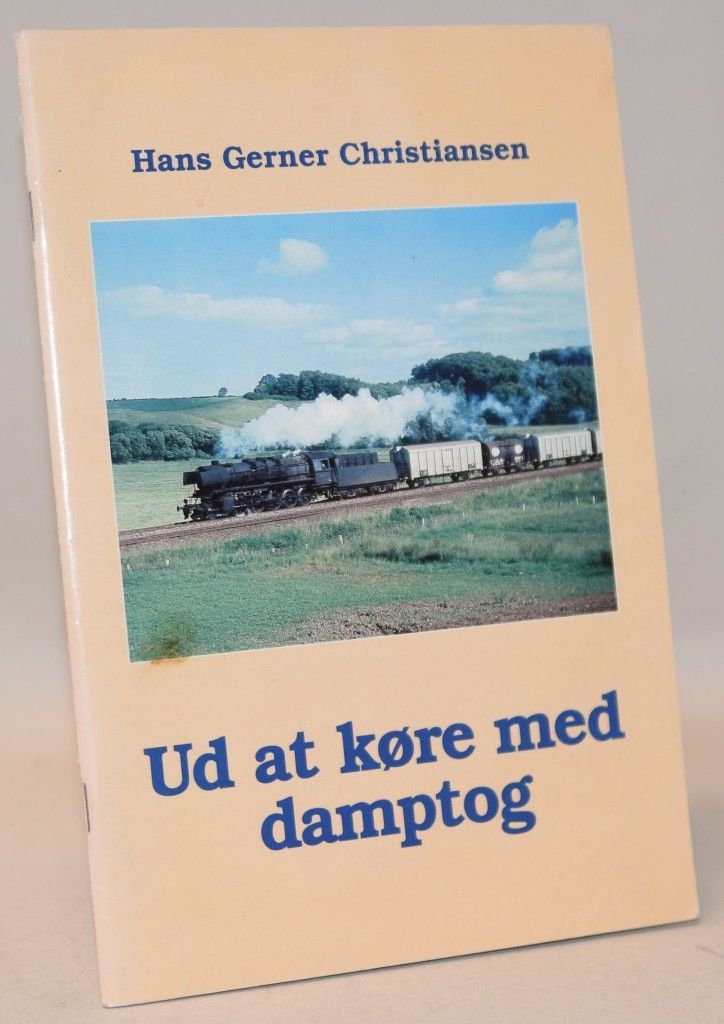 Hans Gerner Christiansen
Ud at køre med
damptog